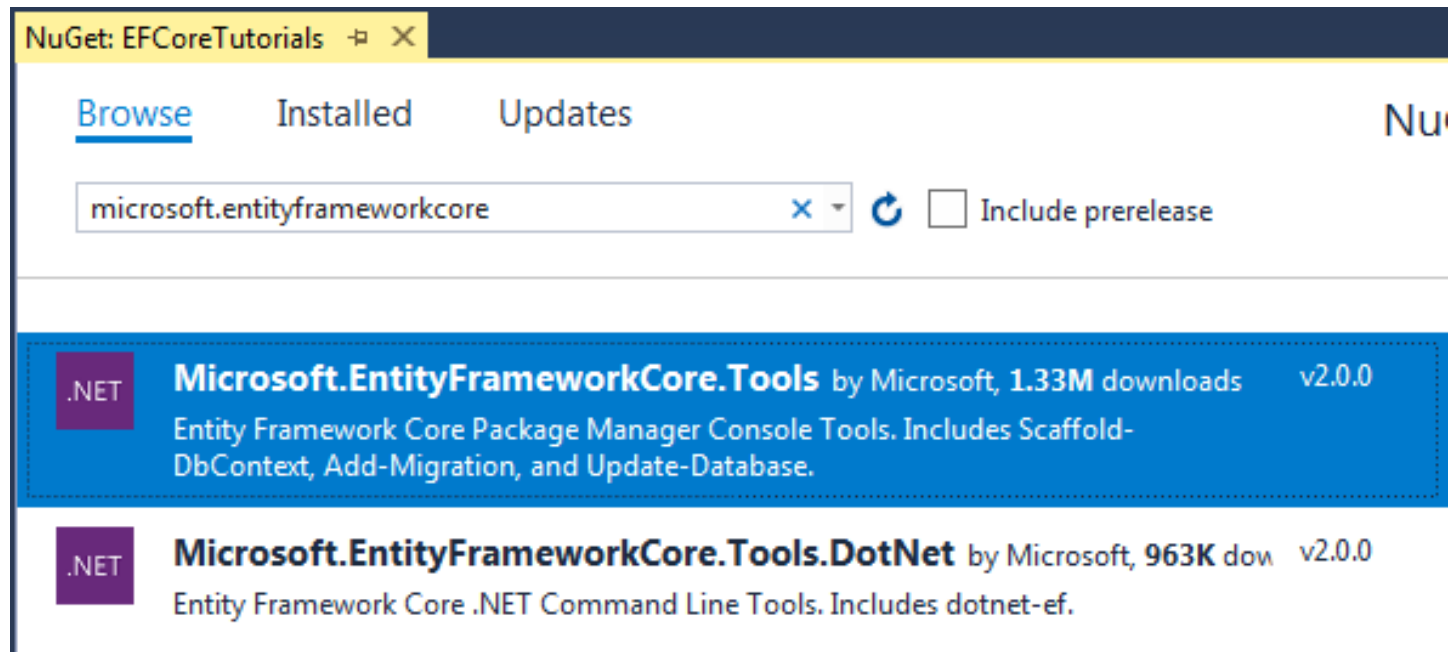 NuGet: EFCoreTutorials
Browse Installed Updates
microsoft.entityframeworkcore Include prerelease
.NET Microsoft.EntityFrameworkCore.Tools by Microsoft, 1.33M downloads v2.0.0
Entity Framework Core Package Manager Console Tools. Includes Scaffold-
DbContext, Add-Migration, and Update-Database.
.NET Microsoft.EntityFrameworkCore.Tools.DotNet by Microsoft, 963K v2.0.0
Entity Framework Core .NET Command Line Tools. Includes dotnet-ef.